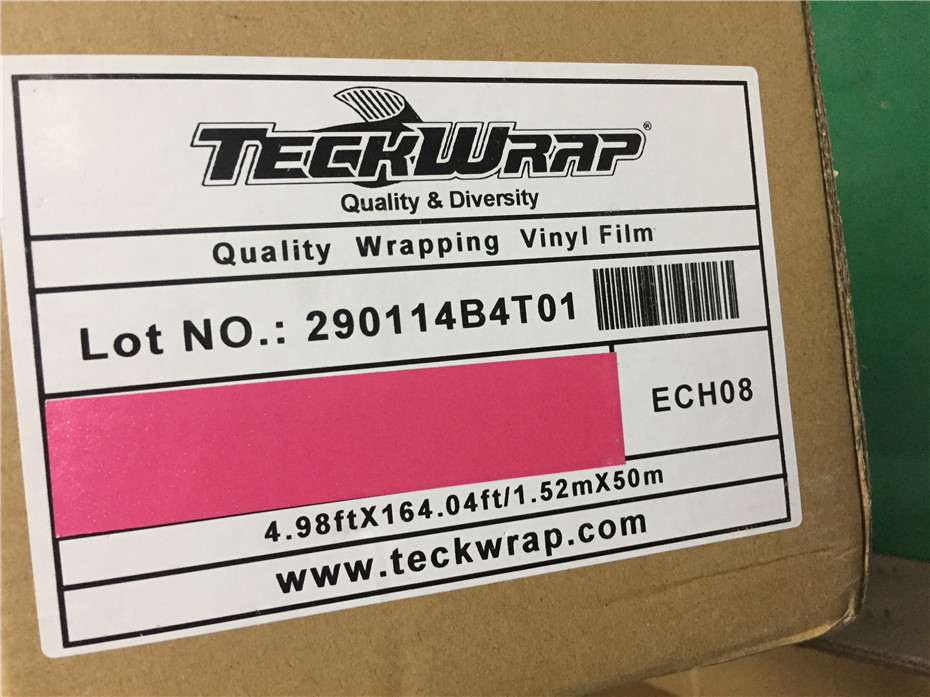 TECKWRAP®
Quality & Diversity
Quality Wrapping Vinyl Film
Lot NO.: 290114B4T01
ECH08
4.98ftX164.04ft/1.52mX50m
www.teckwrap.com